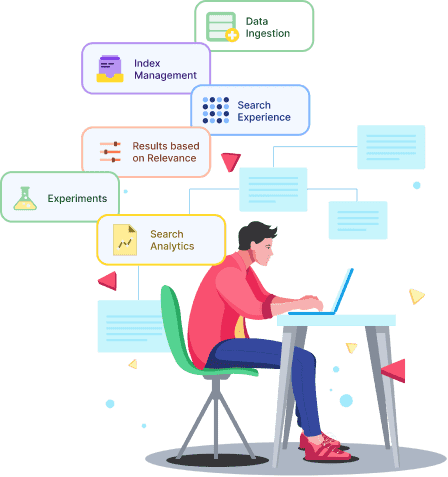 Data
Ingestion
Index
Management
Search
Experience
Results based
on Relevance
Experiments
Search
Analytics